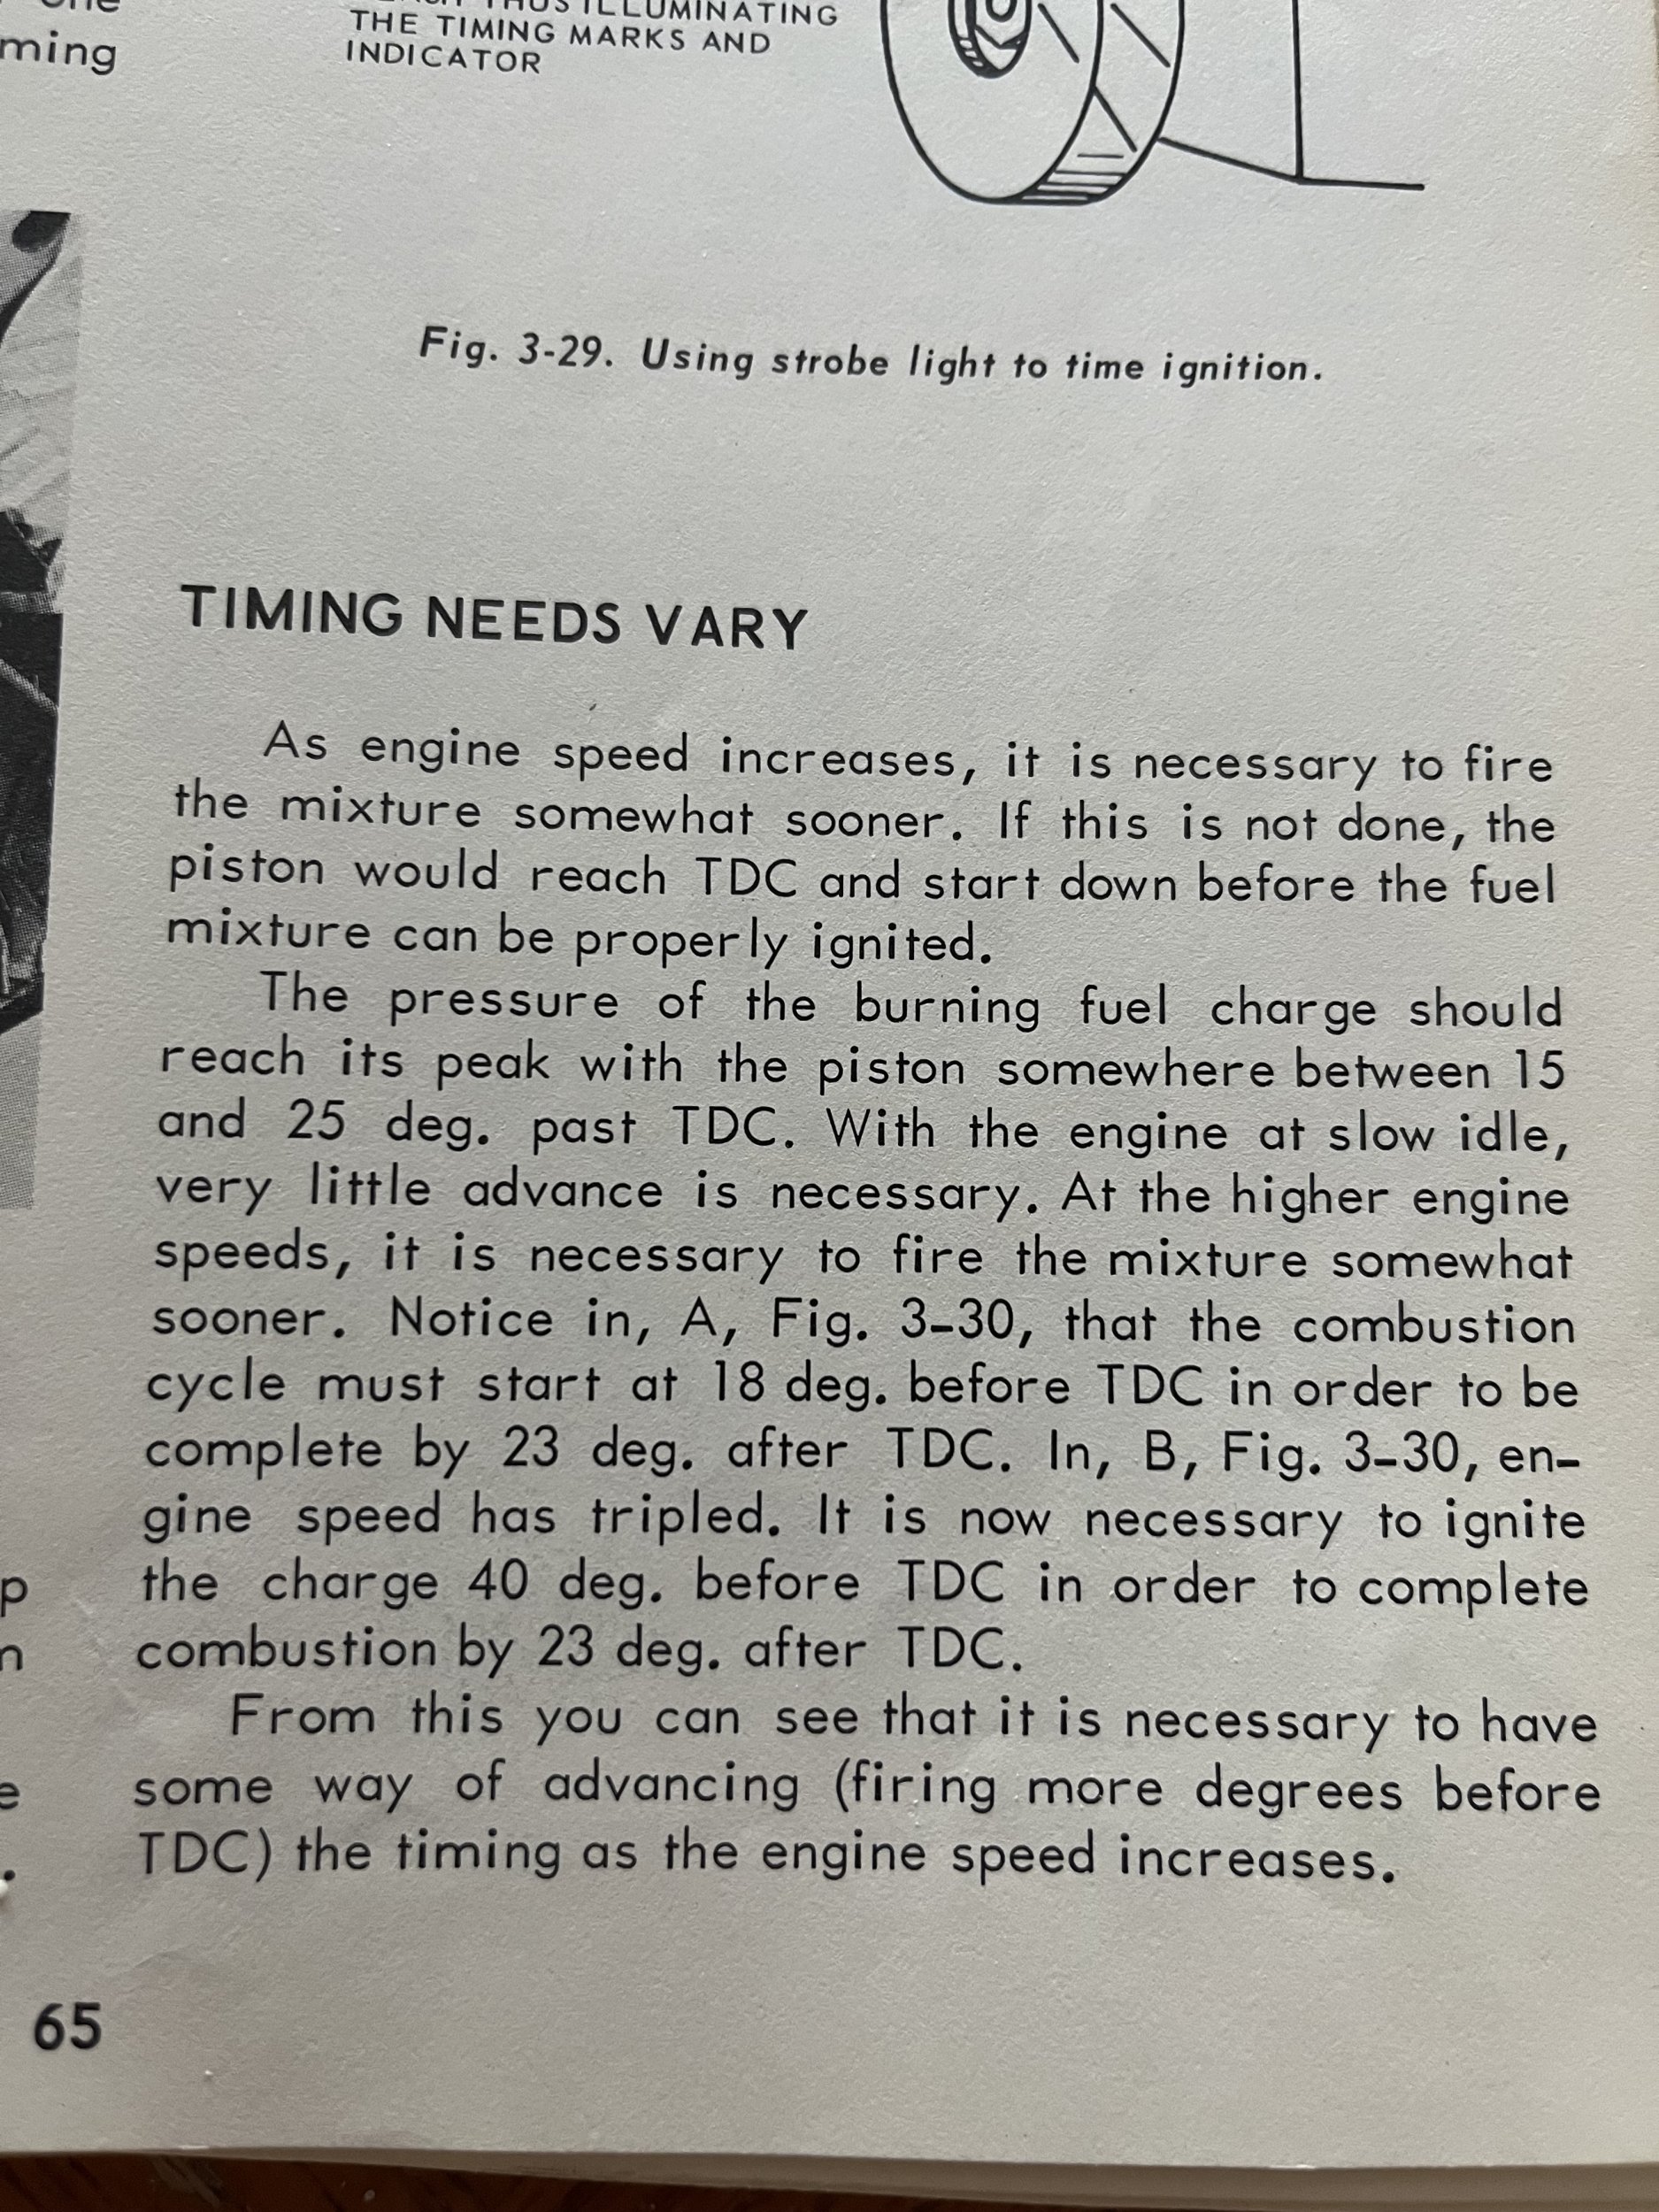 ming
THUS ILLUMINATING
THE TIMING MARKS AND
INDICATOR
Fig. 3-29. Using strobe light to time ignition.
TIMING NEEDS VARY
As engine speed increases, it is necessary to fire
the mixture somewhat sooner. If this is not done, the
piston would reach TDC and start down before the fuel
mixture can be properly ignited.
The pressure of the burning fuel charge should
reach its peak with the piston somewhere between 15
and 25 deg. past TDC. With the engine at slow idle,
very little advance is necessary. At the higher engine
speeds, it is necessary to fire the mixture somewhat
sooner. Notice in, A, Fig. 3-30, that the combustion
cycle must start at 18 deg. before TDC in order to be
complete by 23 deg. after TDC. In, B, Fig. 3-30, en-
gine speed has tripled. It is now necessary to ignite
the charge 40 deg. before TDC in order to complete
combustion by 23 deg. after TDC.
From this you can see that it is necessary to have
some way of advancing (firing more degrees before
TDC) the timing as the engine speed increases.
p
n
e
.
65